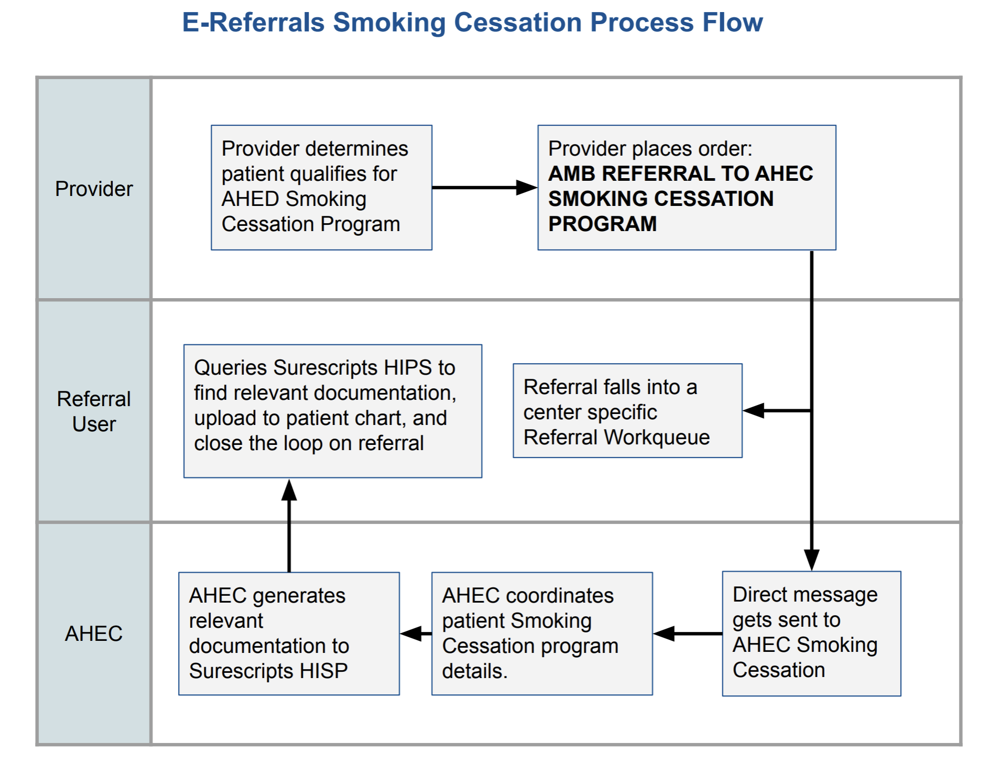 E-Referrals Smoking Cessation Process Flow
Provider
Provider determines
patient qualifies for
AHED Smoking
Cessation Program
Provider places order:
AMB REFERRAL TO AHEC
SMOKING CESSATION
PROGRAM
Referral
User
Queries Surescripts HIPS to
find relevant documentation,
upload to patient chart, and
close the loop on referral
Referral falls into a
center specific
Referral Workqueue
AHEC
AHEC generates
relevant
documentation to
Surescripts HISP
AHEC coordinates
patient Smoking
Cessation program
details.
Direct message
gets sent to
AHEC Smoking
Cessation